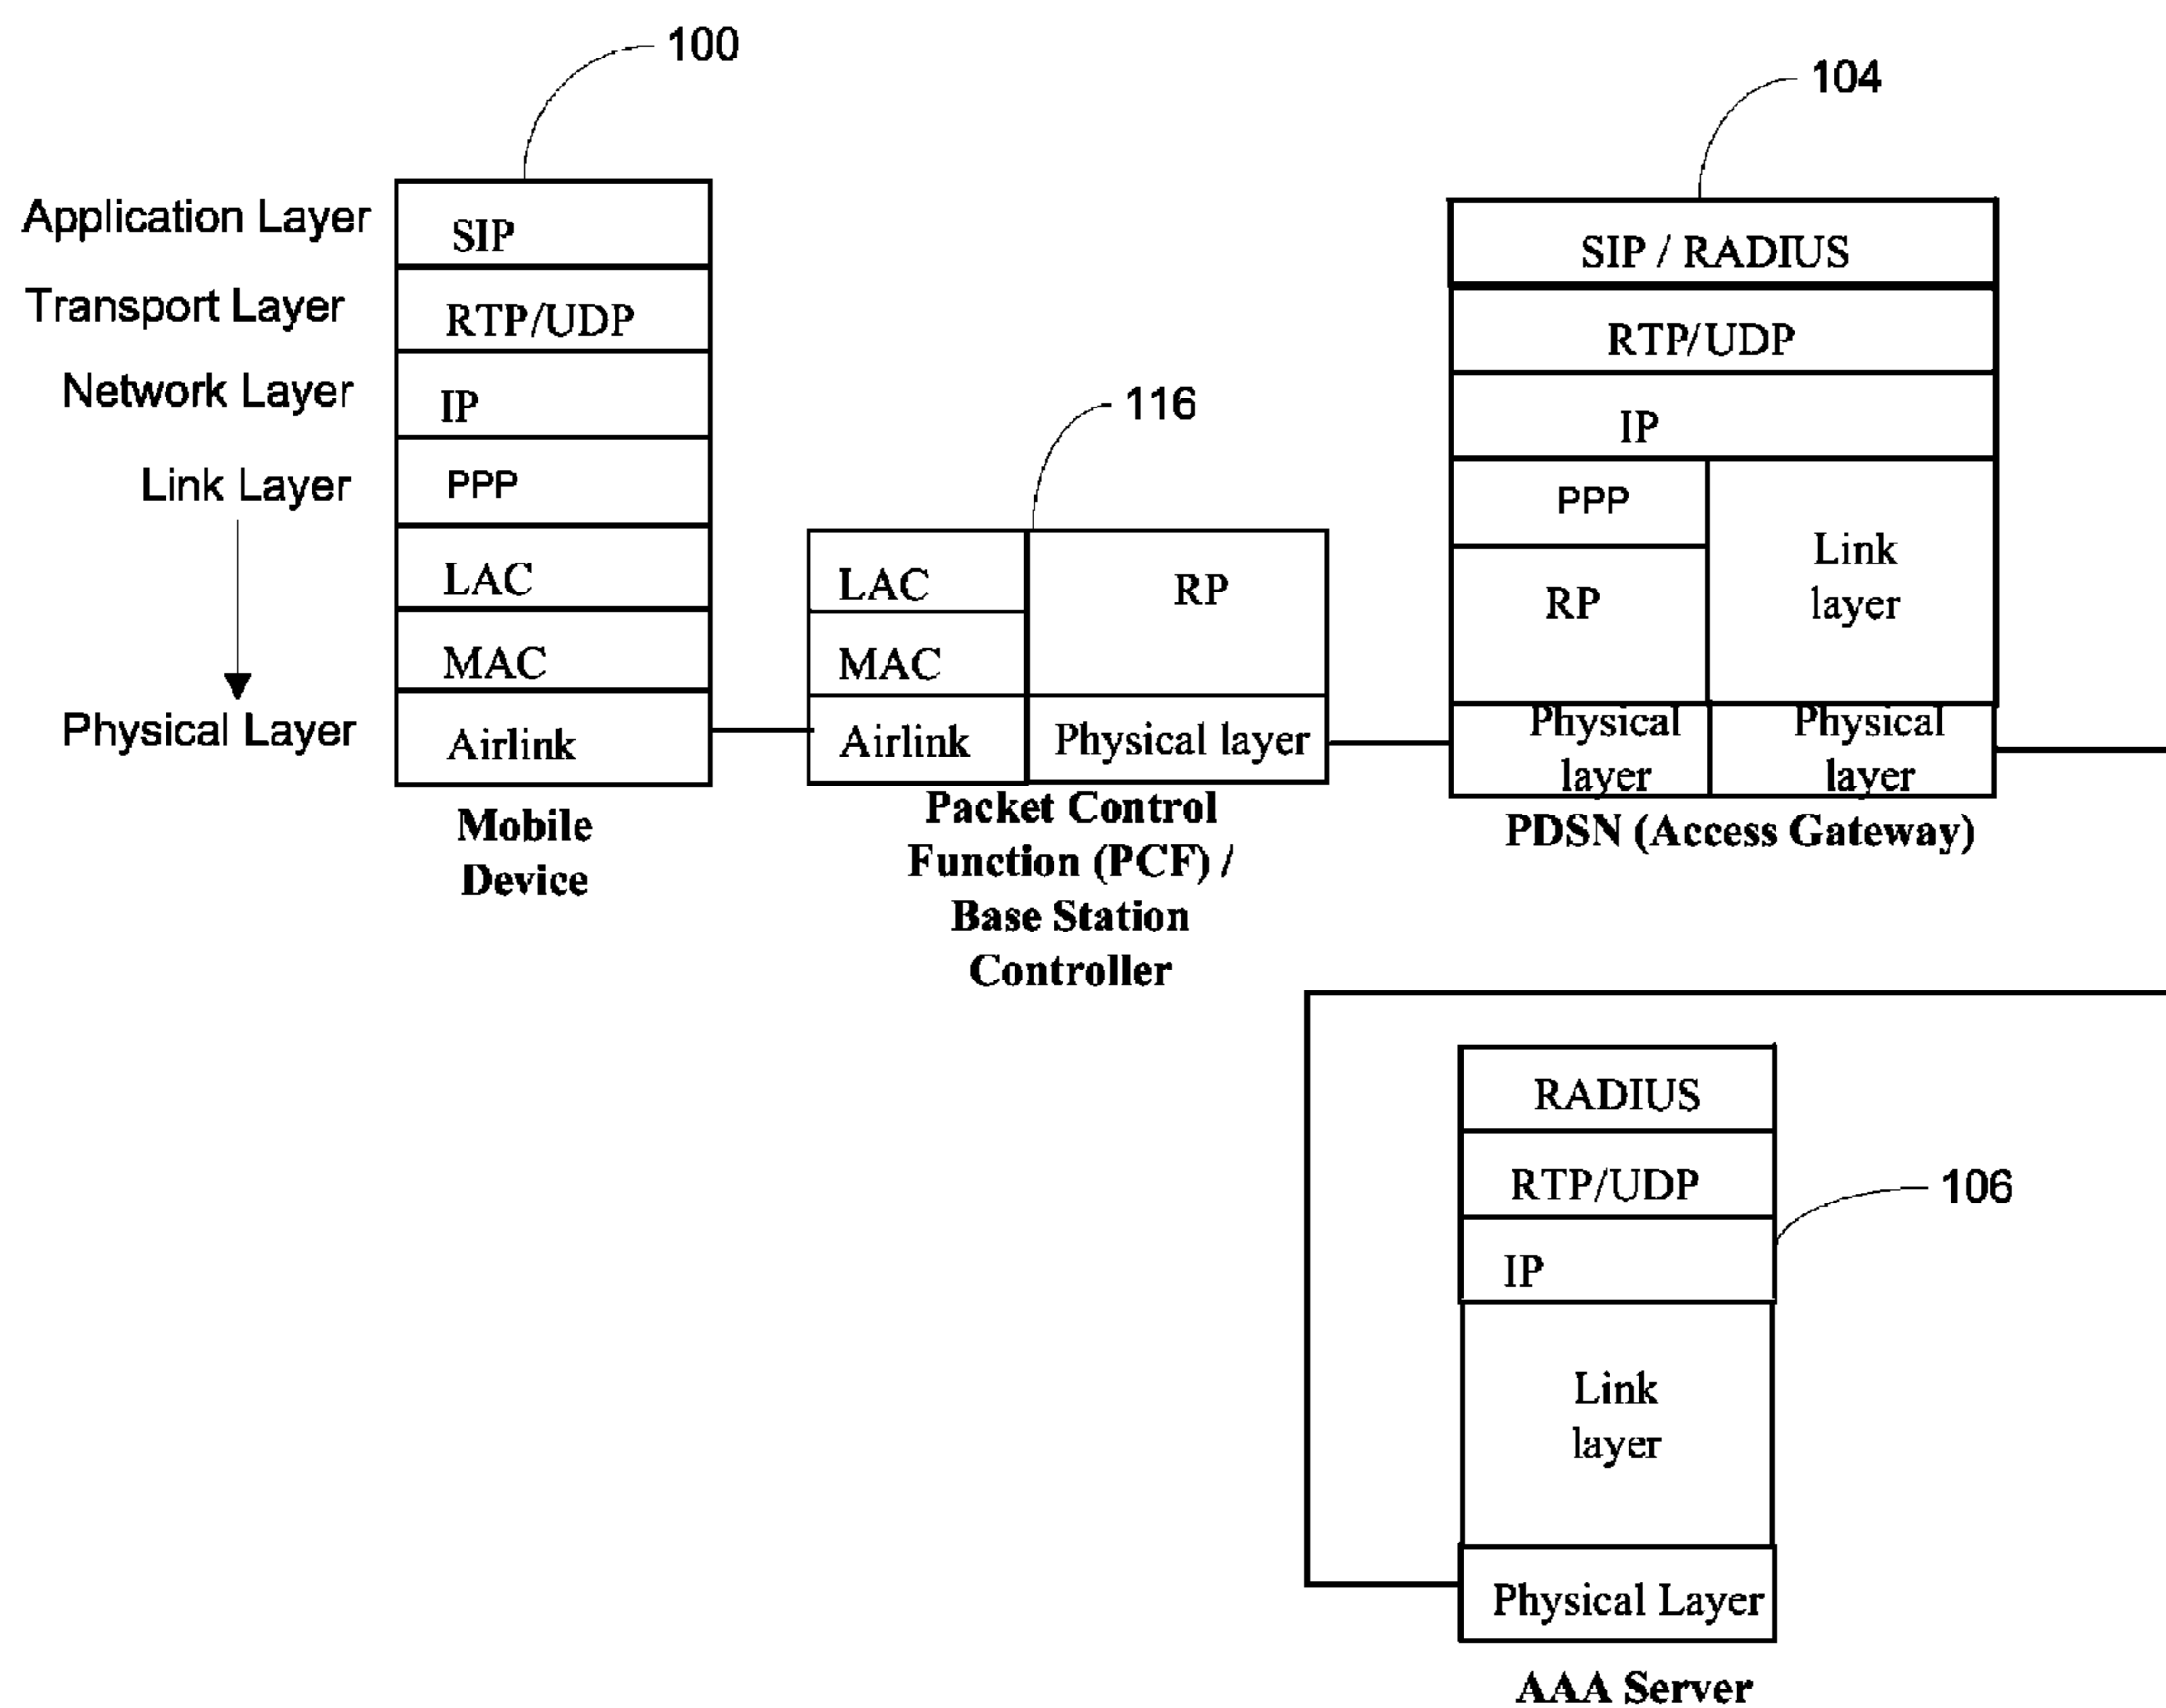 100
104
Application Layer
SIP
SIP / RADIUS
Transport Layer
RTP/UDP
RTP/UDP
Network Layer
IP
116
IP
Link Layer
PPP
PPP
Link
layer
LAC
LAC
RP
RP
MAC
MAC
Physical Layer
Airlink
Airlink
Physical layer
Physical
layer
Physical
layer
Mobile
Device
Packet Control
Function (PCF) /
Base Station
Controller
PDSN (Access Gateway)
RADIUS
RTP/UDP
106
IP
Link
layer
Physical Layer
AAA Server